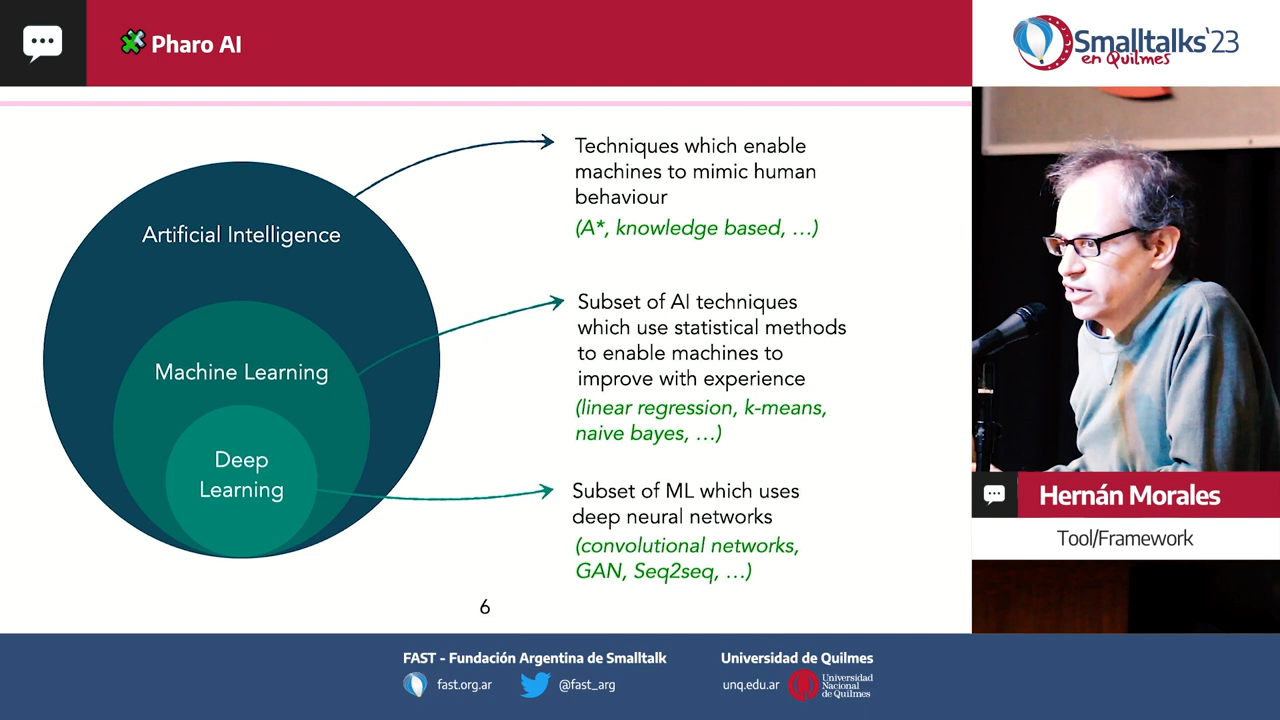 Pharo AI
Smalltalks'23
en Quilmes
Artificial Intelligence
Machine Learning
Deep
Learning
Techniques which enable
machines to mimic human
behaviour
(A*, knowledge based, ...)
Subset of AI techniques
which use statistical methods
to enable machines to
improve with experience
(linear regression, k-means,
naive bayes, ...)
Subset of ML which uses
deep neural networks
(convolutional networks,
GAN, Seq2seq, ...)
6
Hernán Morales
Tool/Framework
FAST - Fundación Argentina de Smalltalk
fast.org.ar
@fast_arg
Universidad de Quilmes
unq.edu.ar
Universidad
Nacional
de Quilmes